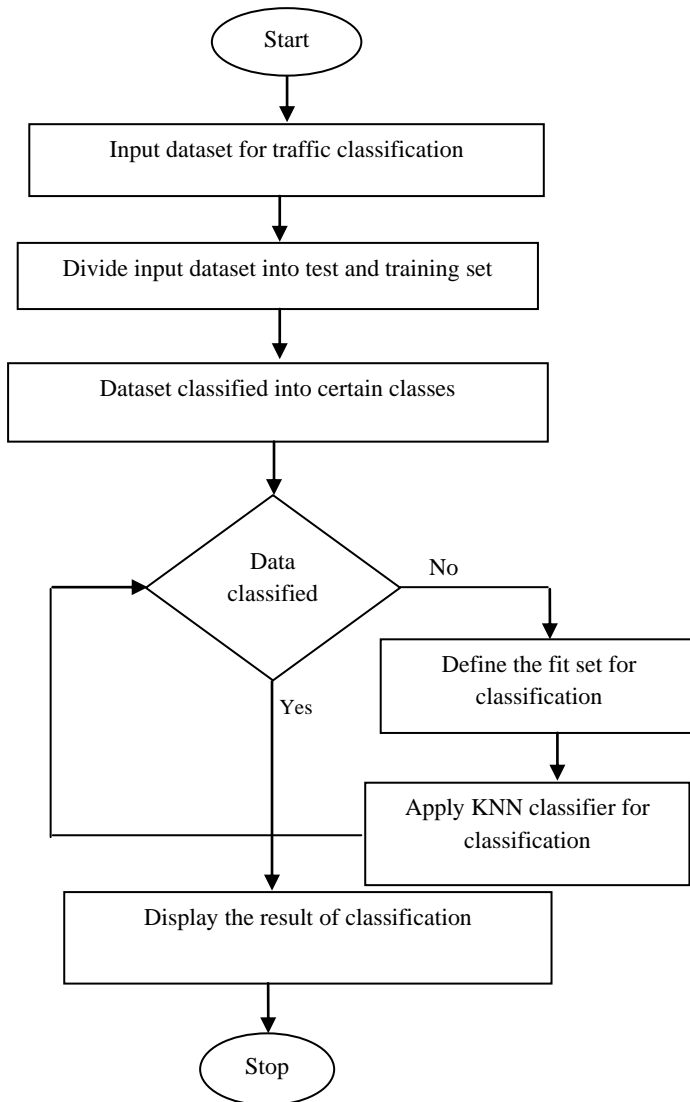 Start
Input dataset for traffic classification
Divide input dataset into test and training set
Dataset classified into certain classes
Data
classified
No
Define the fit set for
classification
Yes
Apply KNN classifier for
classification
Display the result of classification
Stop